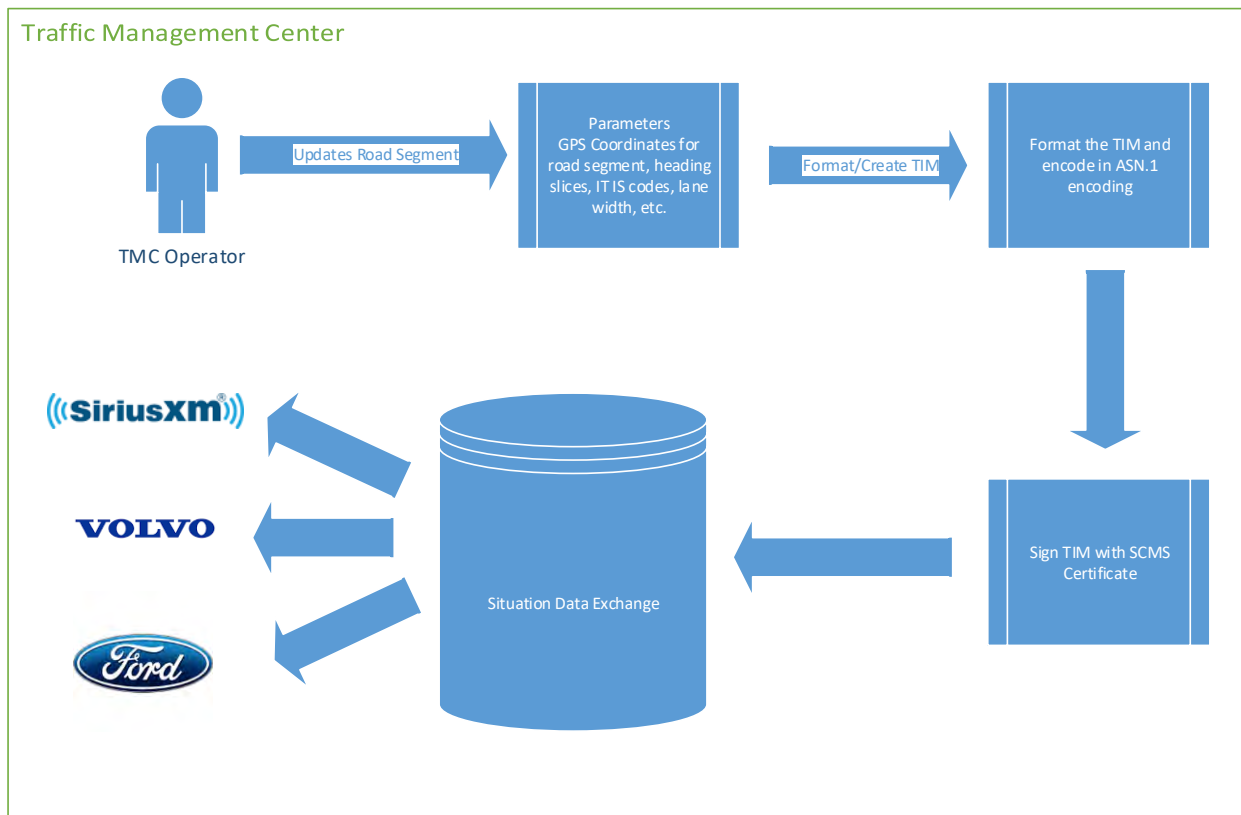 Traffic Management Center
Parameters
GPS Coordinates for
road segment, heading
slices, IT IS codes, lane
width, etc.
Updates Road Segment
Format/Create TIM
Format the TIM and
encode in ASN.1
encoding
TMC Operator
((SiriusXM®))
VOLVO
Ford
Situation Data Exchange
Sign TIM with SCMS
Certificate